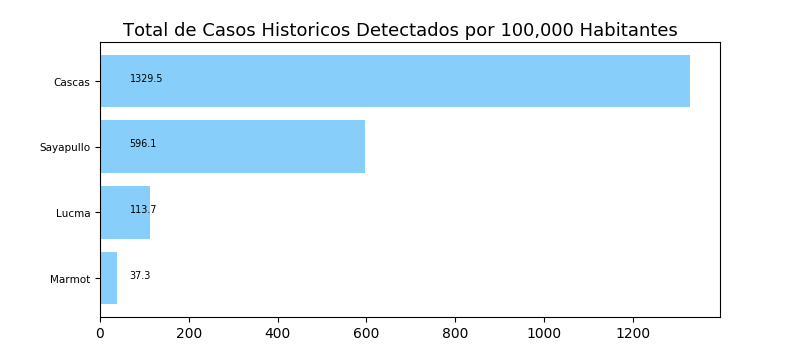 Total de Casos Historicos Detectados por 100,000 Habitantes
Cascas 1329.5
Sayapullo 596.1
Lucma 113.7
Marmot 37.3
0 200 400 600 800 1000 1200